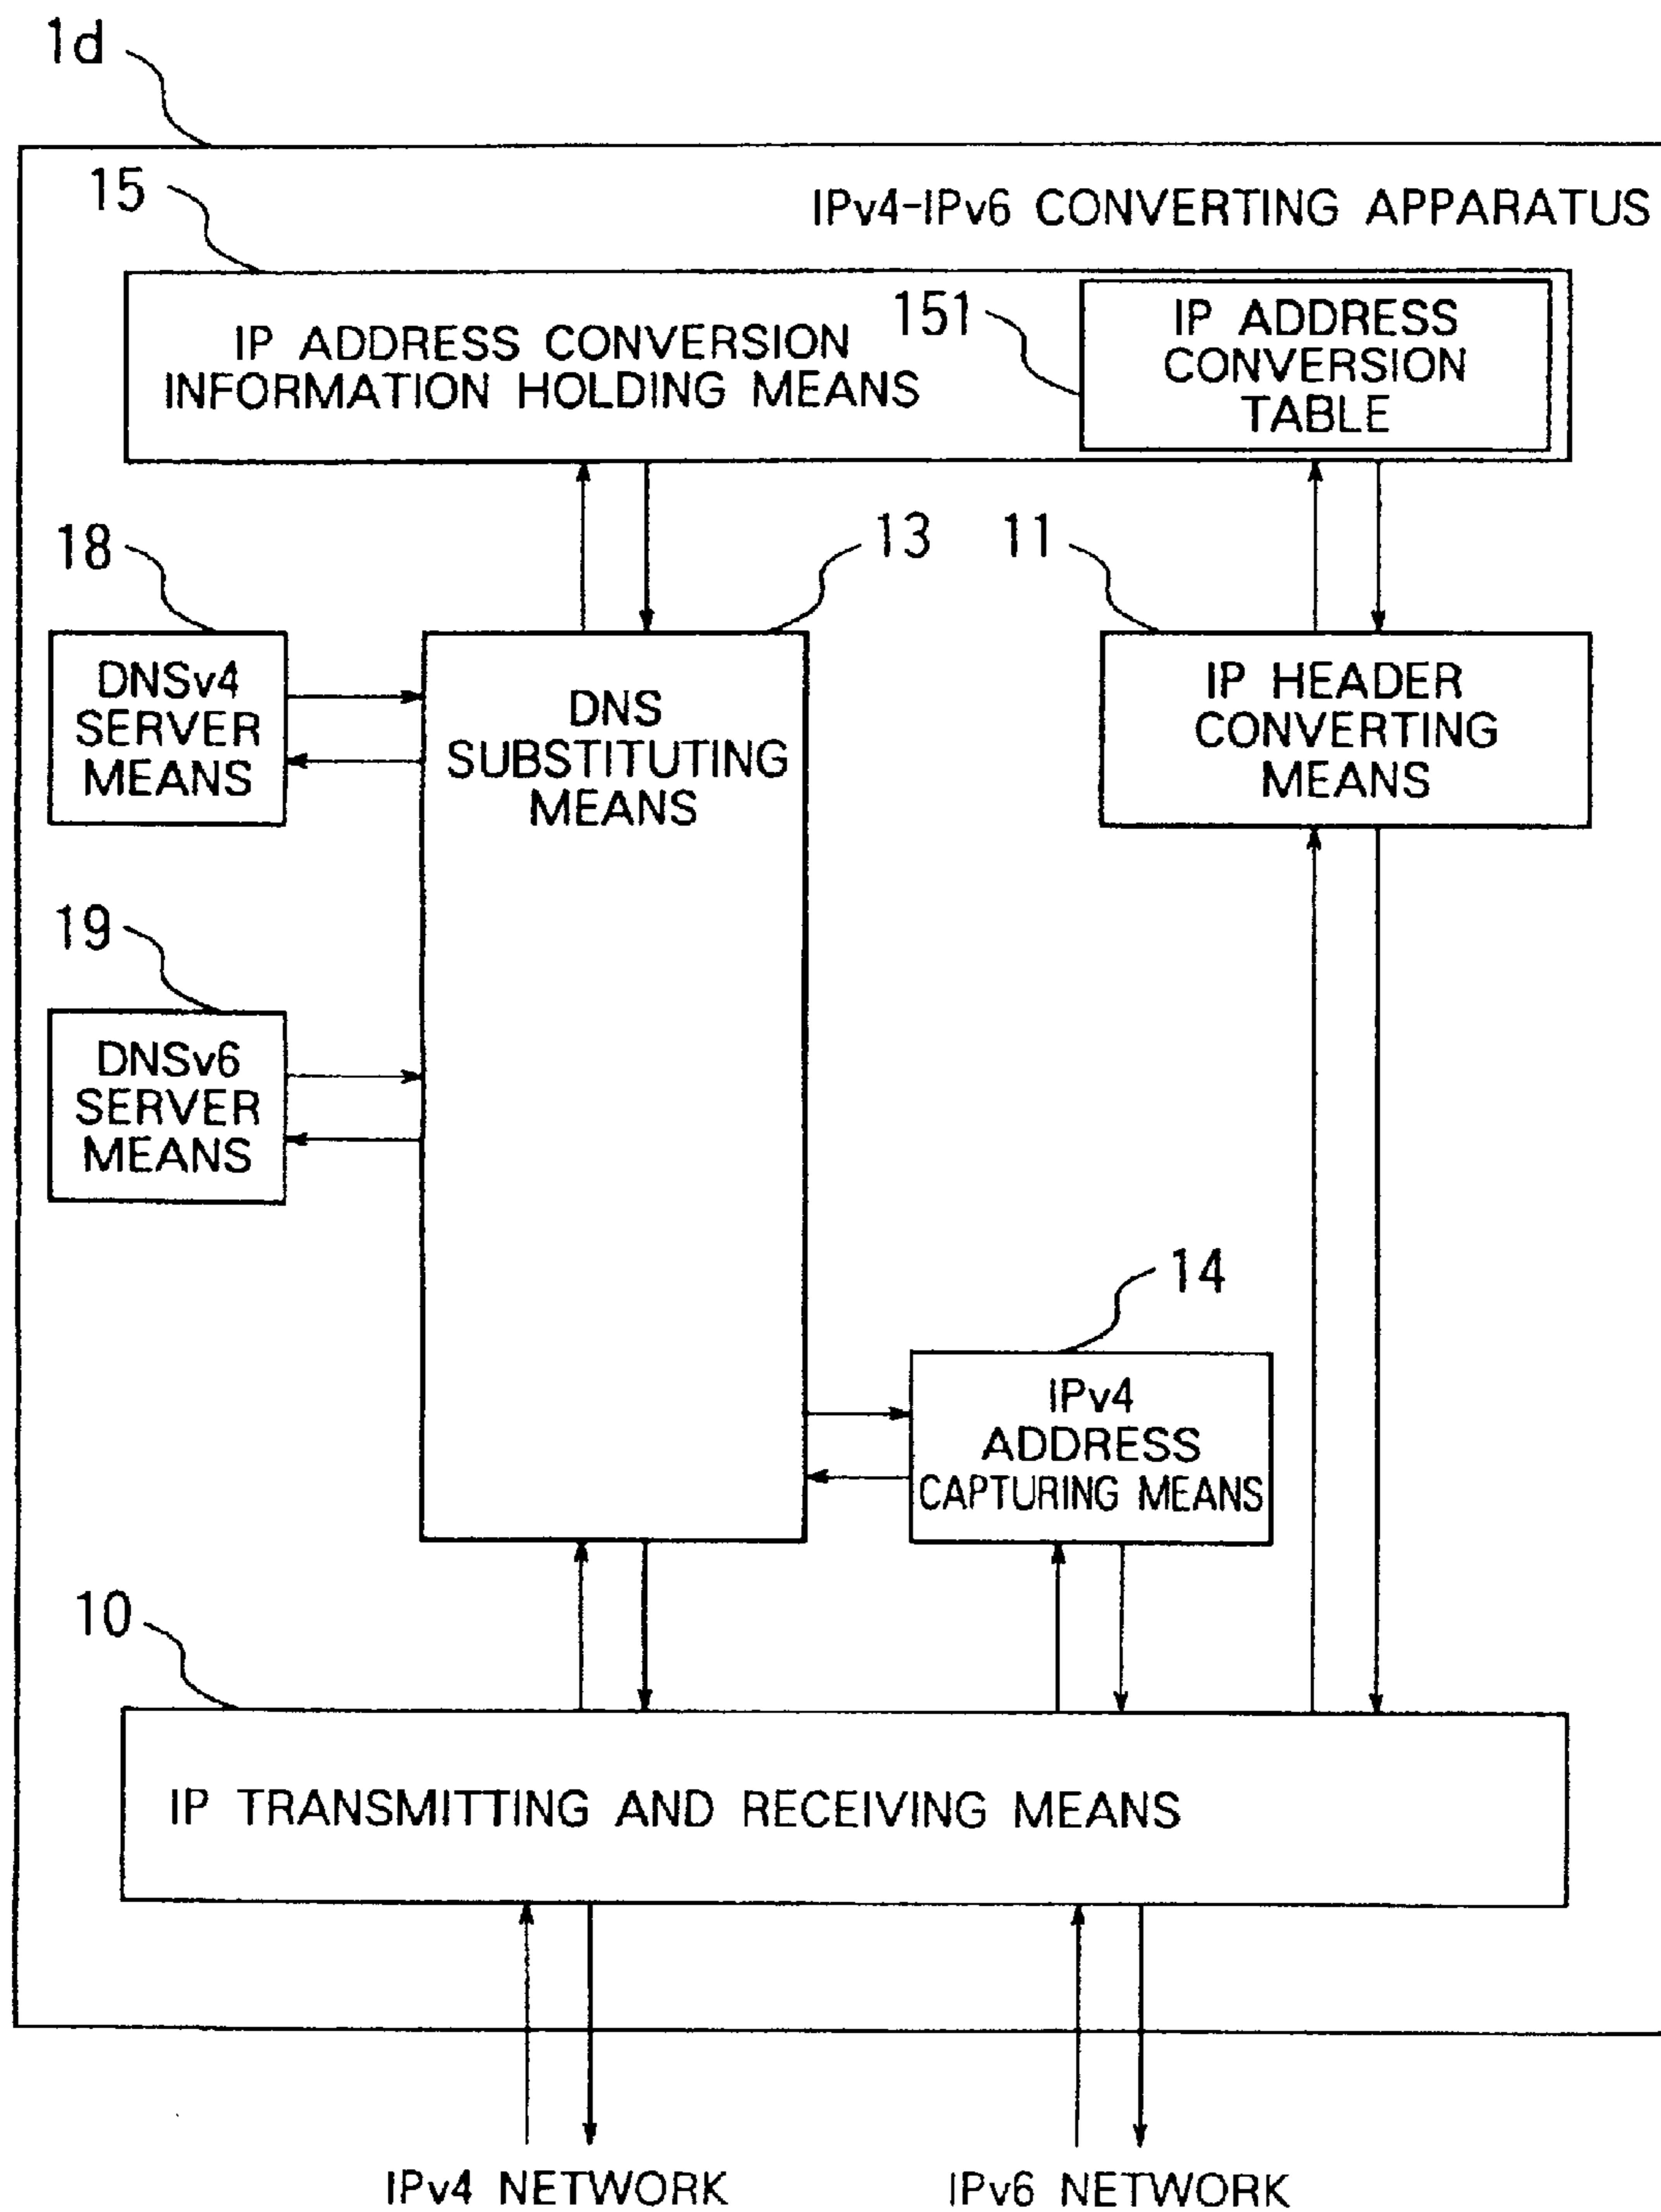 1d
15
IPv4-IPv6 CONVERTING APPARATUS
IP ADDRESS CONVERSION
INFORMATION HOLDING MEANS
151
IP ADDRESS
CONVERSION
TABLE
18
13
11
DNSv4
SERVER
MEANS
DNS
SUBSTITUTING
MEANS
IP HEADER
CONVERTING
MEANS
19
DNSv6
SERVER
MEANS
14
IPv4
ADDRESS
CAPTURING MEANS
10
IP TRANSMITTING AND RECEIVING MEANS
IPv4 NETWORK
IPv6 NETWORK